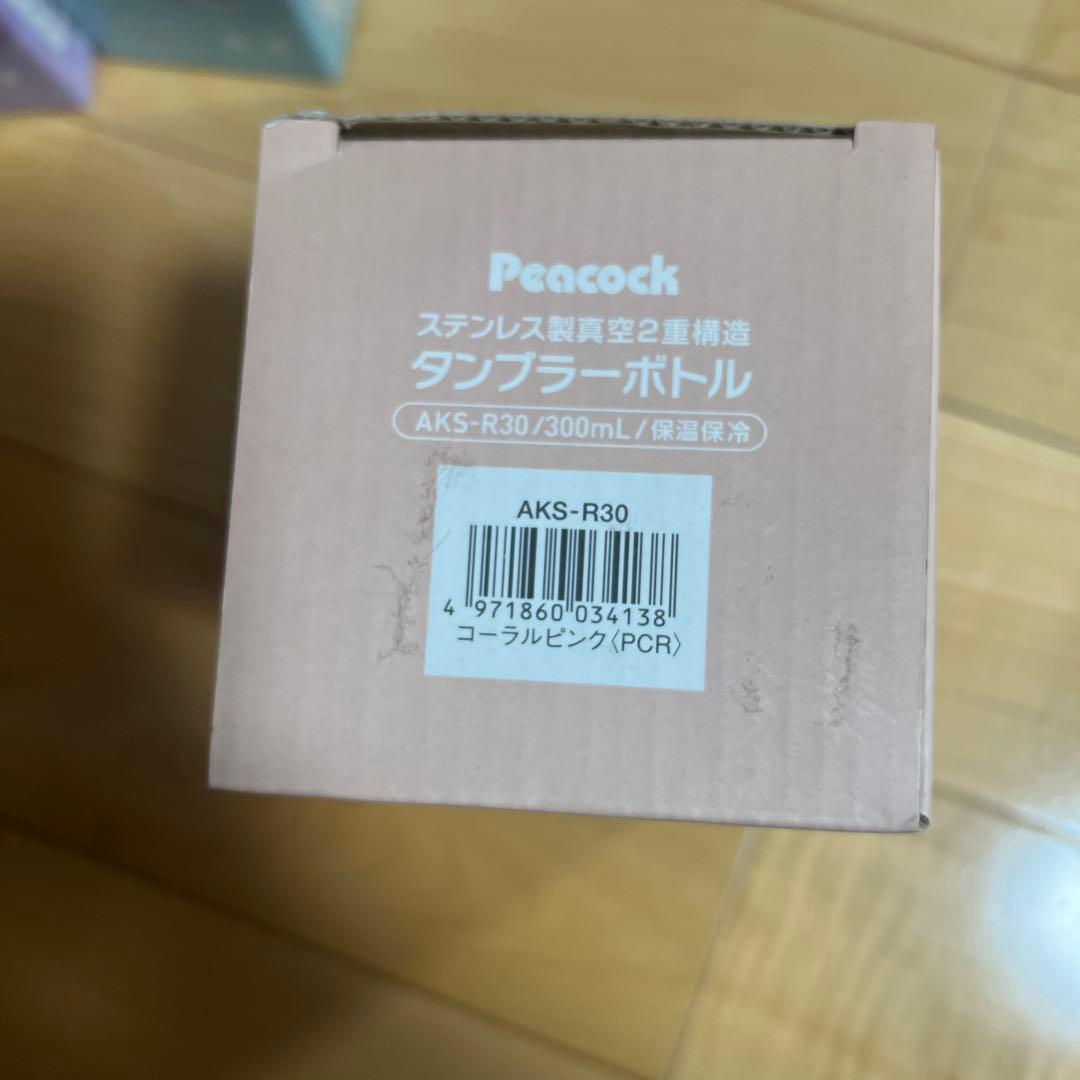 Peacock
ステンレス製真空2重構造
タンブラーボトル
AKS-R30/300mL/保温保冷
AKS-R30
4 971860 034138
コーラルピンク〈PCR〉